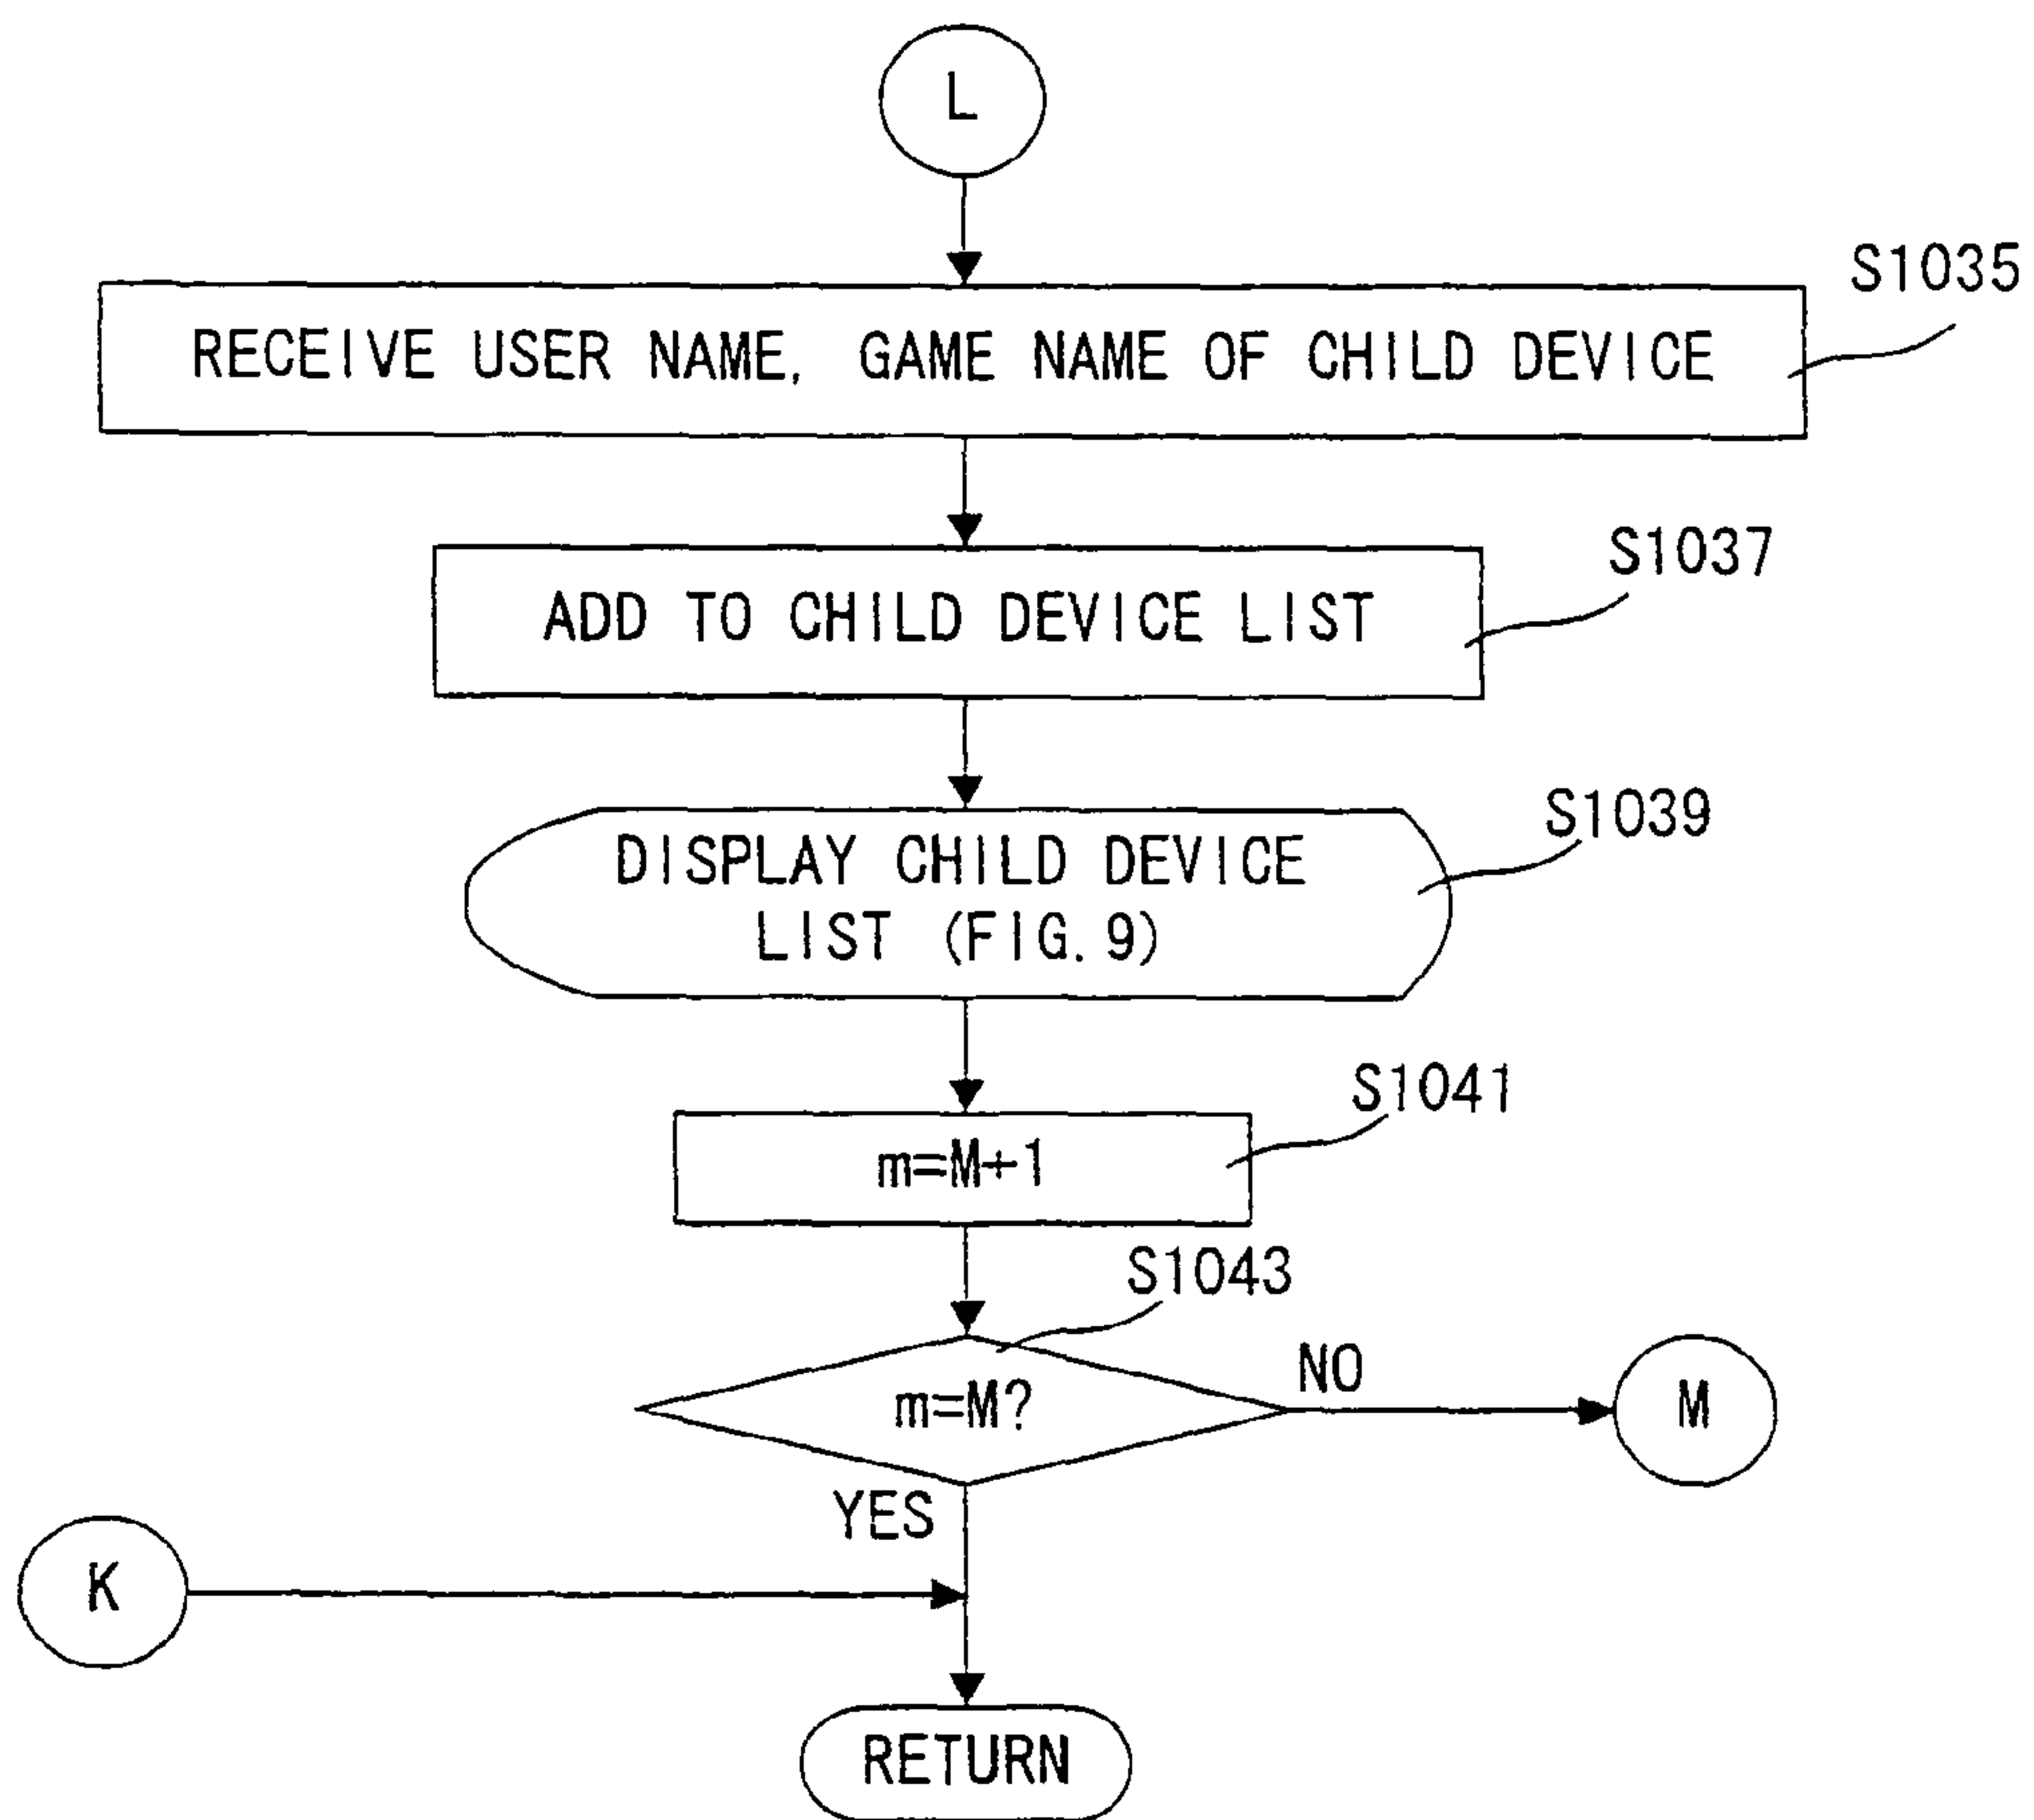 L
S1035
RECEIVE USER NAME, GAME NAME OF CHILD DEVICE
S1037
ADD TO CHILD DEVICE LIST
S1039
DISPLAY CHILD DEVICE
LIST (FIG. 9)
S1041
m=M+1
S1043
m=M?
NO
M
YES
K
RETURN